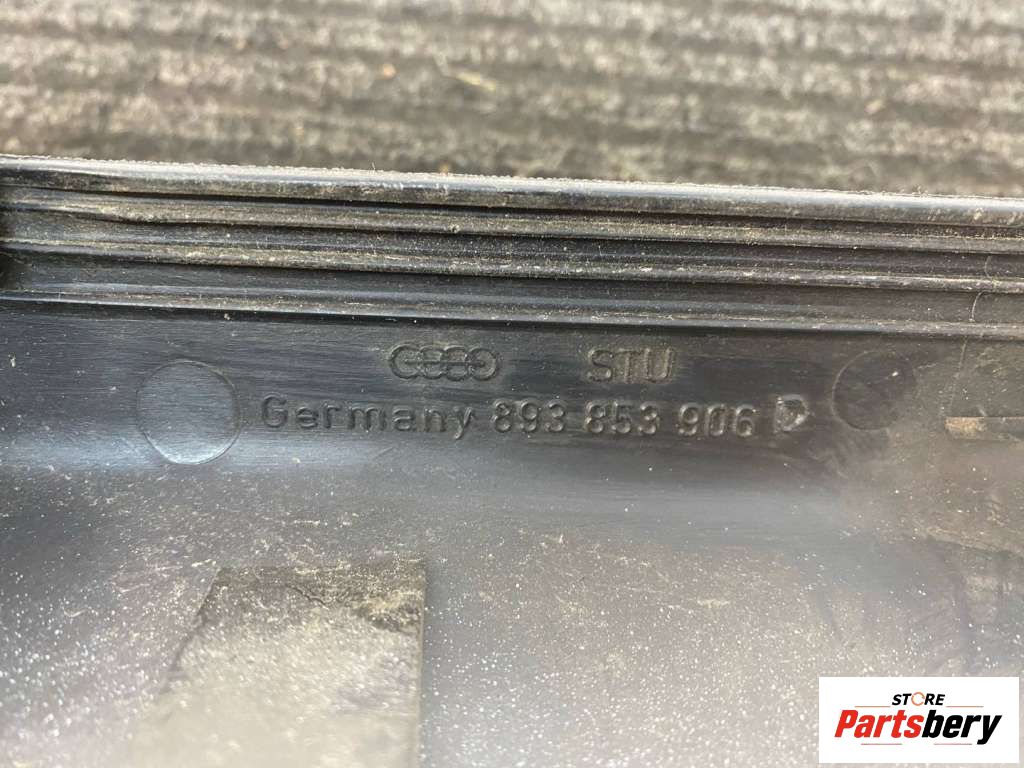 STU
Germany 893 853 906 D
STORE
Partsbery